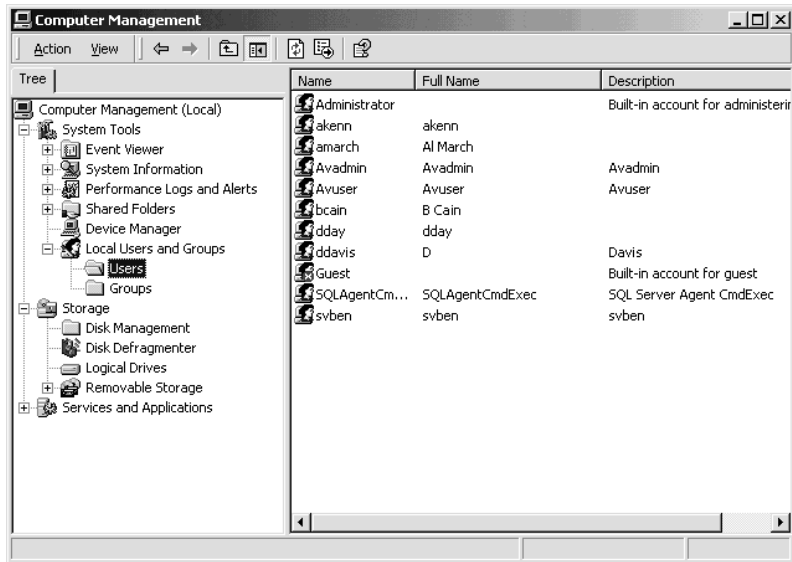 Computer Management
Action View
Tree
Computer Management (Local)
System Tools
Event Viewer
System Information
Performance Logs and Alerts
Shared Folders
Device Manager
Local Users and Groups
Users
Groups
Storage
Disk Management
Disk Defragmenter
Logical Drives
Removable Storage
Services and Applications
Name Full Name Description
Administrator Built-in account for administerin
akenn akenn
amarch Al March
Avadmin Avadmin Avadmin
Avuser Avuser Avuser
bcain B Cain
dday dday
ddavis D Davis
Guest Built-in account for guest
SQLAgentCm... SQLAgentCmdExec SQL Server Agent CmdExec
svben svben svben